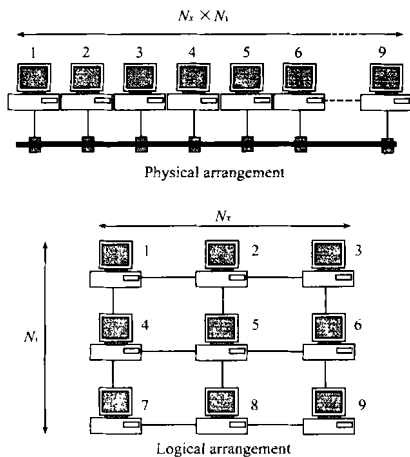 Nx × Ny
1 2 3 4 5 6 9
Physical arrangement
Nx
1 2 3
Ny
4 5 6
7 8 9
Logical arrangement